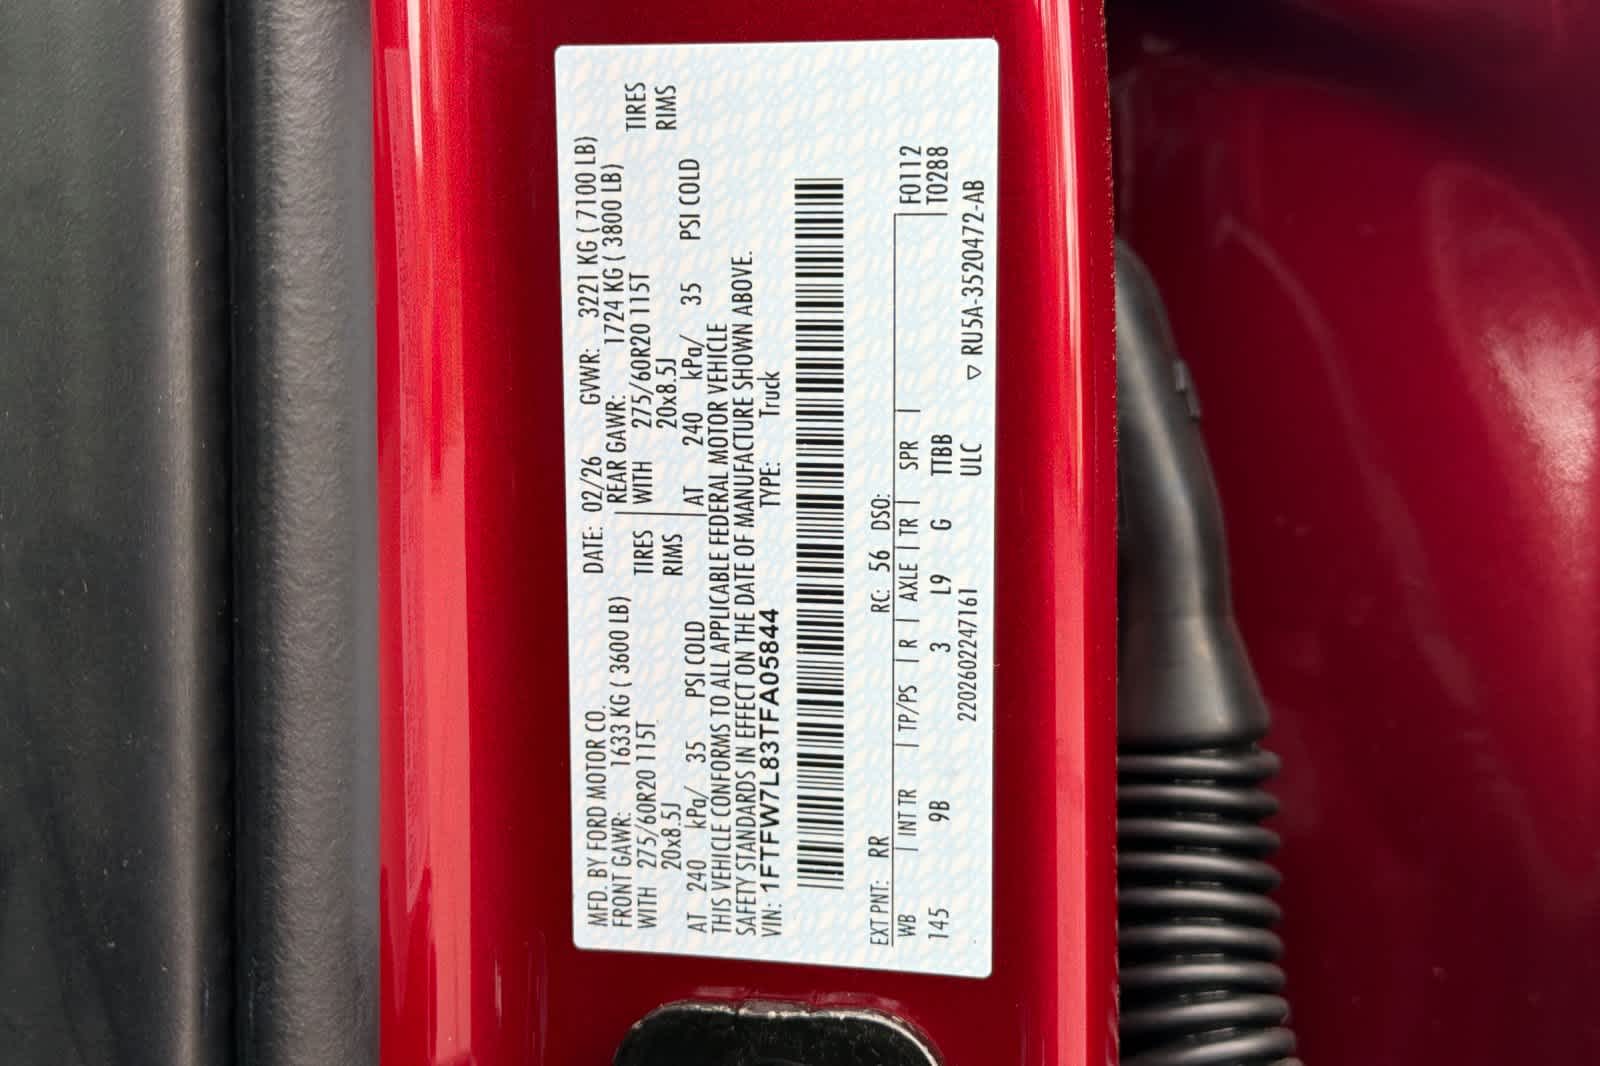 MFD. BY FORD MOTOR CO. DATE: 02/26 GVWR: 3221 KG ( 7100 LB)
FRONT GAWR: 1633 KG ( 3600 LB) REAR GAWR: 1724 KG ( 3800 LB)
WITH 275/60R20 115T TIRES WITH 275/60R20 115T TIRES
20x8.5J RIMS 20x8.5J RIMS
AT 240 kPa/ 35 PSI COLD AT 240 kPa/ 35 PSI COLD
THIS VEHICLE CONFORMS TO ALL APPLICABLE FEDERAL MOTOR VEHICLE
SAFETY STANDARDS IN EFFECT ON THE DATE OF MANUFACTURE SHOWN ABOVE.
VIN: 1FTFW7L83TFA05844 TYPE: Truck
EXT PNT: RR RC: 56 DSO:
WB INT TR TP/PS R AXLE TR SPR F0112
145 9B 3 L9 G TTBB T0288
2202602247161 ULC ▽ RU5A-3520472-AB